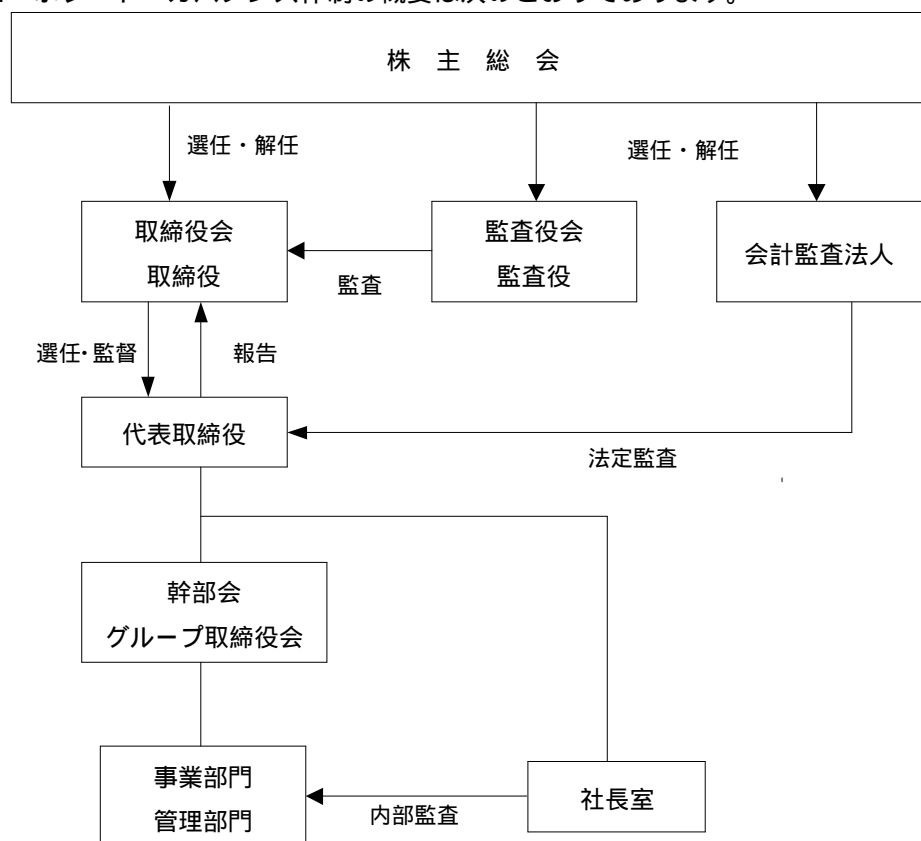 株 主 総 会
選任・解任
選任・解任
取締役会
取締役
監査役会
監査役
会計監査法人
監査
選任・監督
報告
代表取締役
法定監査
幹部会
グループ取締役会
事業部門
管理部門
内部監査
社長室